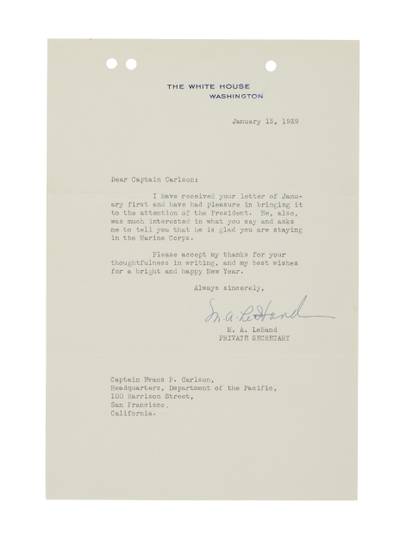 THE WHITE HOUSE
WASHINGTON
January 15, 1939
Dear Captain Carlson:
I have received your letter of Janu-
ary first and have had pleasure in bringing it
to the attention of the President. He, also,
was much interested in what you say and asks
me to tell you that he is glad you are staying
in the Marine Corps.
Please accept my thanks for your
thoughtfulness in writing, and my best wishes
for a bright and happy New Year.
Always sincerely,
M. A. LeHand
M. A. LeHand
PRIVATE SECRETARY
Captain Evans F. Carlson,
Headquarters, Department of the Pacific,
100 Harrison Street,
San Francisco,
California.